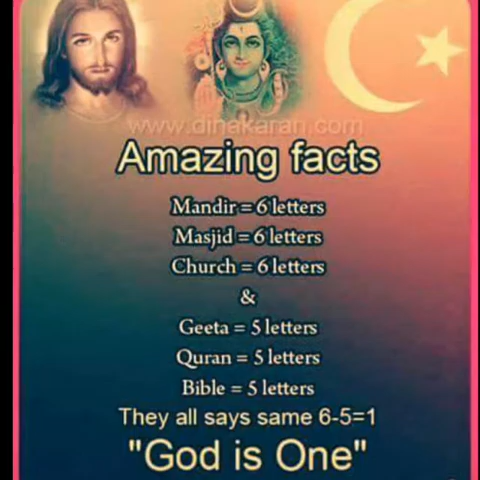 www.dinakaran.com
Amazing facts
Mandir = 6 letters
Masjid = 6 letters
Church = 6 letters
&
Geeta = 5 letters
Quran = 5 letters
Bible = 5 letters
They all says same 6-5=1
"God is One"